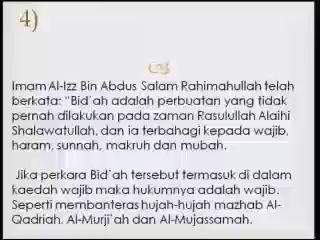 4)
Imam Al-Izz Bin Abdus Salam Rahimahullah telah
berkata: "Bid`ah adalah perbuatan yang tidak
pernah dilakukan pada zaman Rasulullah Alaihi
Shalawatullah, dan ia terbahagi kepada wajib,
haram, sunnah, makruh dan mubah.
Jika perkara Bid`ah tersebut termasuk di dalam
kaedah wajib maka hukumnya adalah wajib.
Seperti membanteras hujah-hujah mazhab Al-
Qadriah, Al-Murji`ah dan Al-Mujassamah.